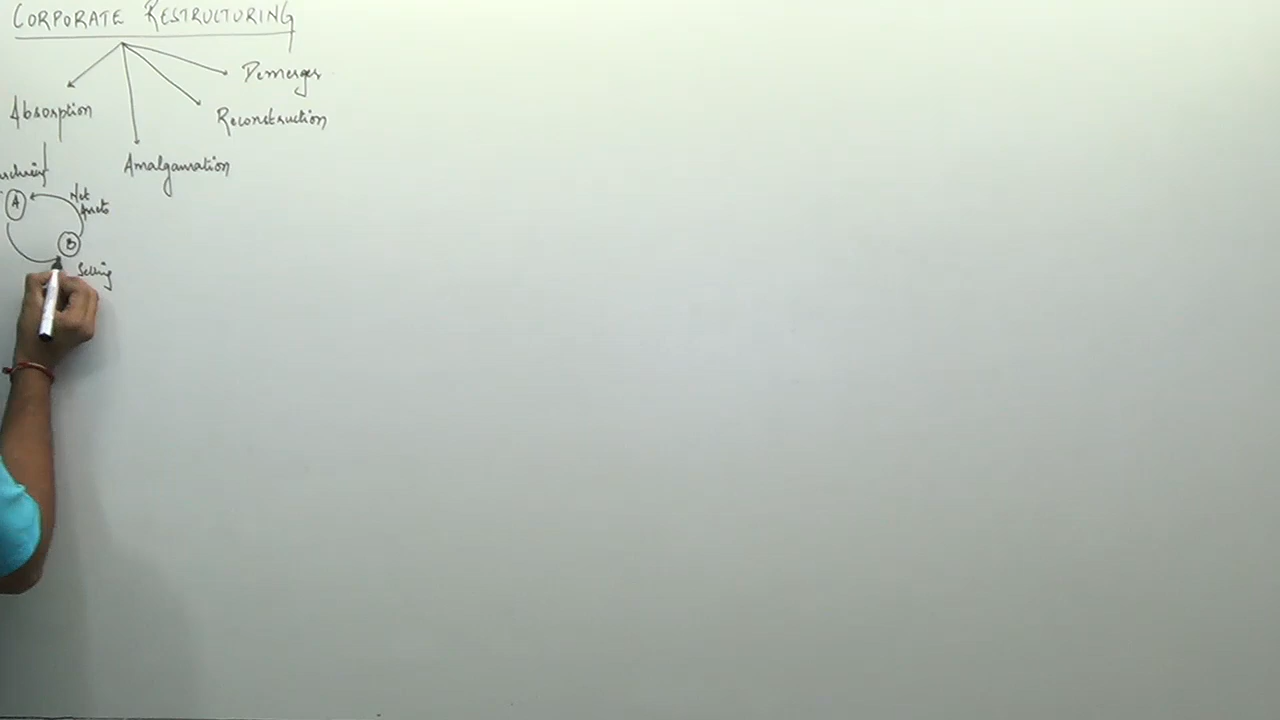 CORPORATE RESTRUCTURING
Demerger
Absorption
Reconstruction
Amalgamation
A
Net
Assets
B
Selling